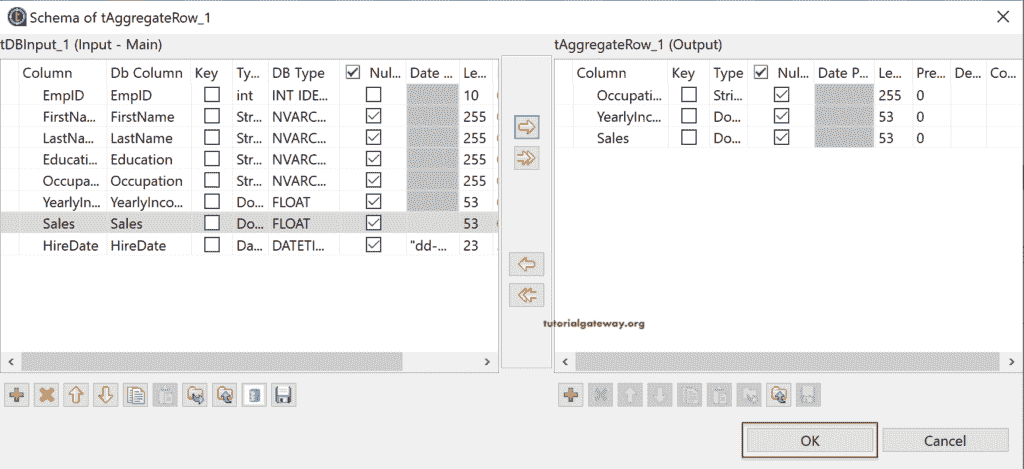 Schema of tAggregateRow_1
tDBInput_1 (Input - Main)
Column Db Column Key Ty... DB Type Nul... Date ... Le...
EmpID EmpID int INT IDE... 10
FirstNa... FirstName Str... NVARC... 255
LastNa... LastName Str... NVARC... 255
Educati... Education Str... NVARC... 255
Occupa... Occupation Str... NVARC... 255
YearlyIn... YearlyInco... Do... FLOAT 53
Sales Sales Do... FLOAT 53
HireDate HireDate Da... DATETI... "dd-... 23
tAggregateRow_1 (Output)
Column Key Type Nul... Date P... Le... Pre... De... Co...
Occupati... Stri... 255 0
YearlyInc... Do... 53 0
Sales Do... 53 0
tutorialgateway.org
OK Cancel